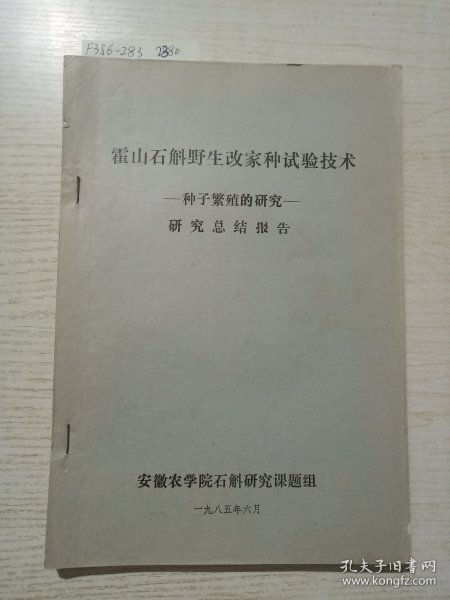 F356-283 2380
霍山石斛野生改家种试验技术
—种子繁殖的研究—
研究总结报告
安徽农学院石斛研究课题组
一九八五年六月
孔夫子旧书网
www.kongfz.com